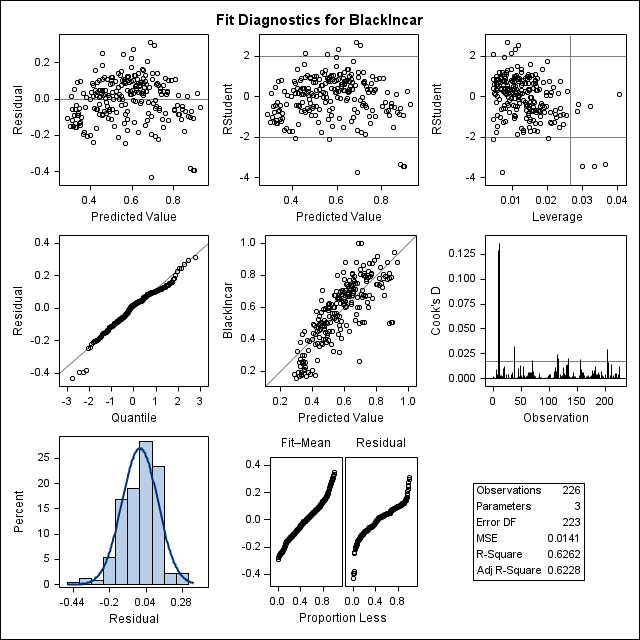 Fit Diagnostics for BlackIncar
Residual
0.2
0.0
-0.2
-0.4
0.4 0.6 0.8
Predicted Value
RStudent
2
0
-2
-4
0.4 0.6 0.8
Predicted Value
RStudent
2
0
-2
-4
0.01 0.02 0.03 0.04
Leverage
Residual
0.4
0.2
0.0
-0.2
-0.4
-3 -2 -1 0 1 2 3
Quantile
BlackIncar
1.0
0.8
0.6
0.4
0.2
0.2 0.4 0.6 0.8 1.0
Predicted Value
Cook's D
0.125
0.100
0.075
0.050
0.025
0.000
0 50 100 150 200
Observation
Percent
25
20
15
10
5
0
-0.44 -0.2 0.04 0.28
Residual
Fit–Mean Residual
0.4
0.2
0.0
-0.2
-0.4
0.0 0.4 0.8 0.0 0.4 0.8
Proportion Less
Observations 226
Parameters 3
Error DF 223
MSE 0.0141
R-Square 0.6262
Adj R-Square 0.6228